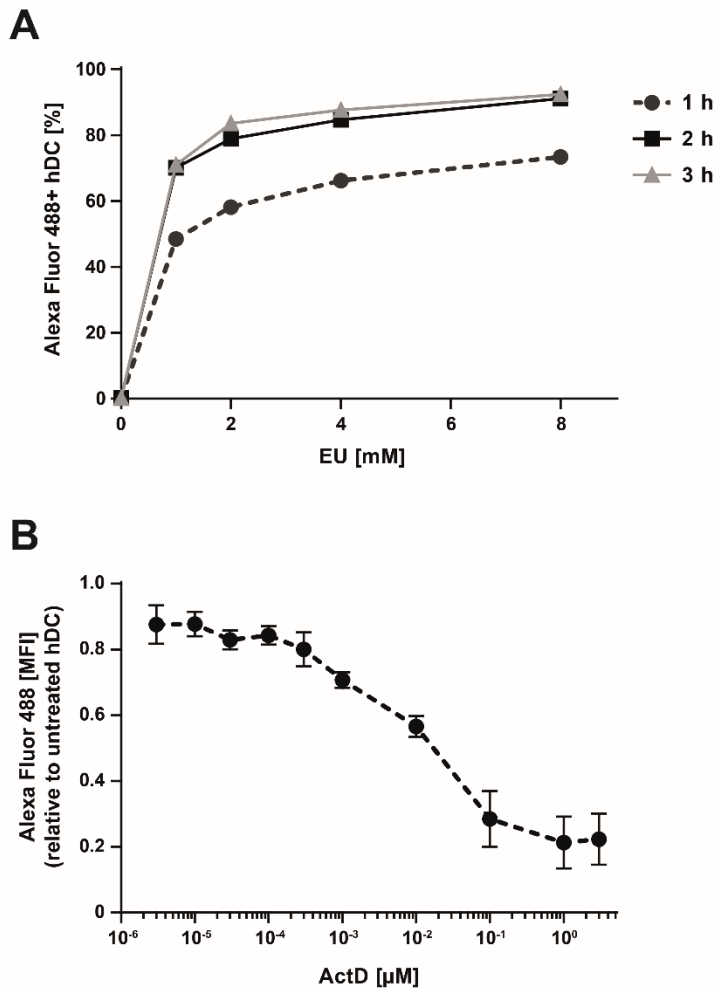 A
Alexa Fluor 488+ hDC [%]
100
80
60
40
20
0
0
2
4
6
8
EU [mM]
1 h
2 h
3 h
B
Alexa Fluor 488 [MFI]
(relative to untreated hDC)
1.0
0.8
0.6
0.4
0.2
0
10⁻⁶
10⁻⁵
10⁻⁴
10⁻³
10⁻²
10⁻¹
10⁰
ActD [µM]